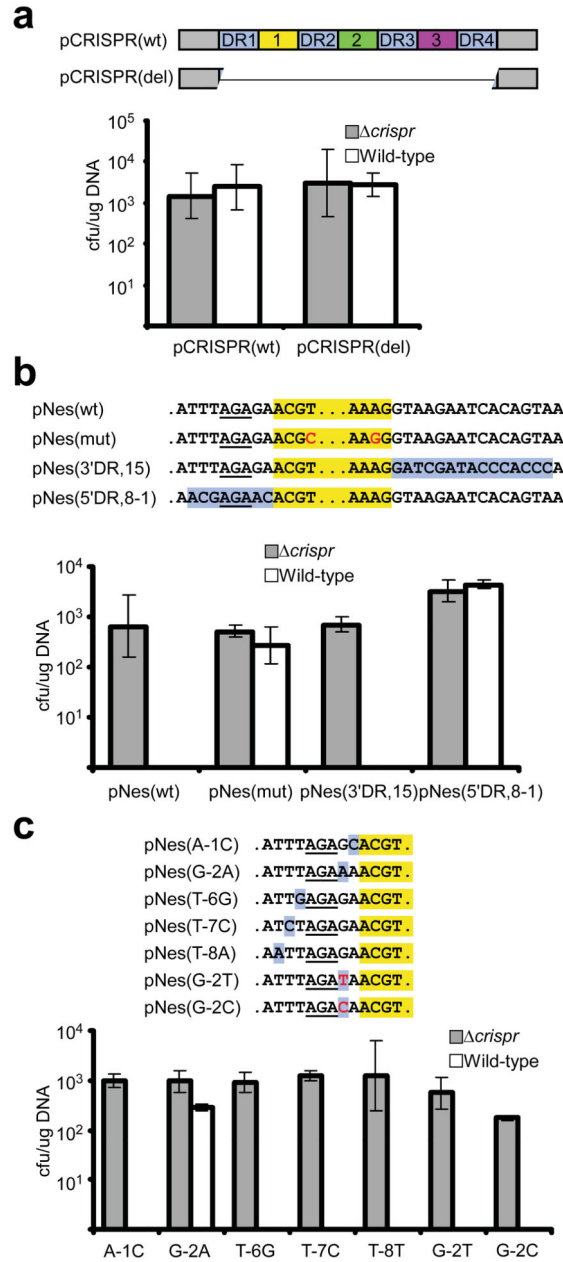 a
pCRISPR(wt) DR1 1 DR2 2 DR3 3 DR4
pCRISPR(del)
10^5
10^4
10^3
10^2
10^1
cfu/ug DNA
Δcrispr
Wild-type
pCRISPR(wt) pCRISPR(del)
b
pNes(wt) .ATTTAGAGAACGT...AAAGGTAAGAATCACAGTAA
pNes(mut) .ATTTAGAGAACGC...AAGGGTAAGAATCACAGTAA
pNes(3'DR,15) .ATTTAGAGAACGT...AAAGGATCGATACCCACCCA
pNes(5'DR,8-1) AACGAGAACACGT...AAAGGTAAGAATCACAGTAA
Δcrispr
Wild-type
10^4
10^3
10^2
10^1
cfu/ug DNA
pNes(wt) pNes(mut) pNes(3'DR,15) pNes(5'DR,8-1)
c
pNes(A-1C) .ATTTAGAGCACGT.
pNes(G-2A) .ATTTAGAAAACGT.
pNes(T-6G) .ATTGAGAGAACGT.
pNes(T-7C) .ATCTAGAGAACGT.
pNes(T-8A) .AATTAGAGAACGT.
pNes(G-2T) .ATTTAGATAACGT.
pNes(G-2C) .ATTTAGACAACGT.
10^4
10^3
10^2
10^1
cfu/ug DNA
Δcrispr
Wild-type
A-1C G-2A T-6G T-7C T-8T G-2T G-2C